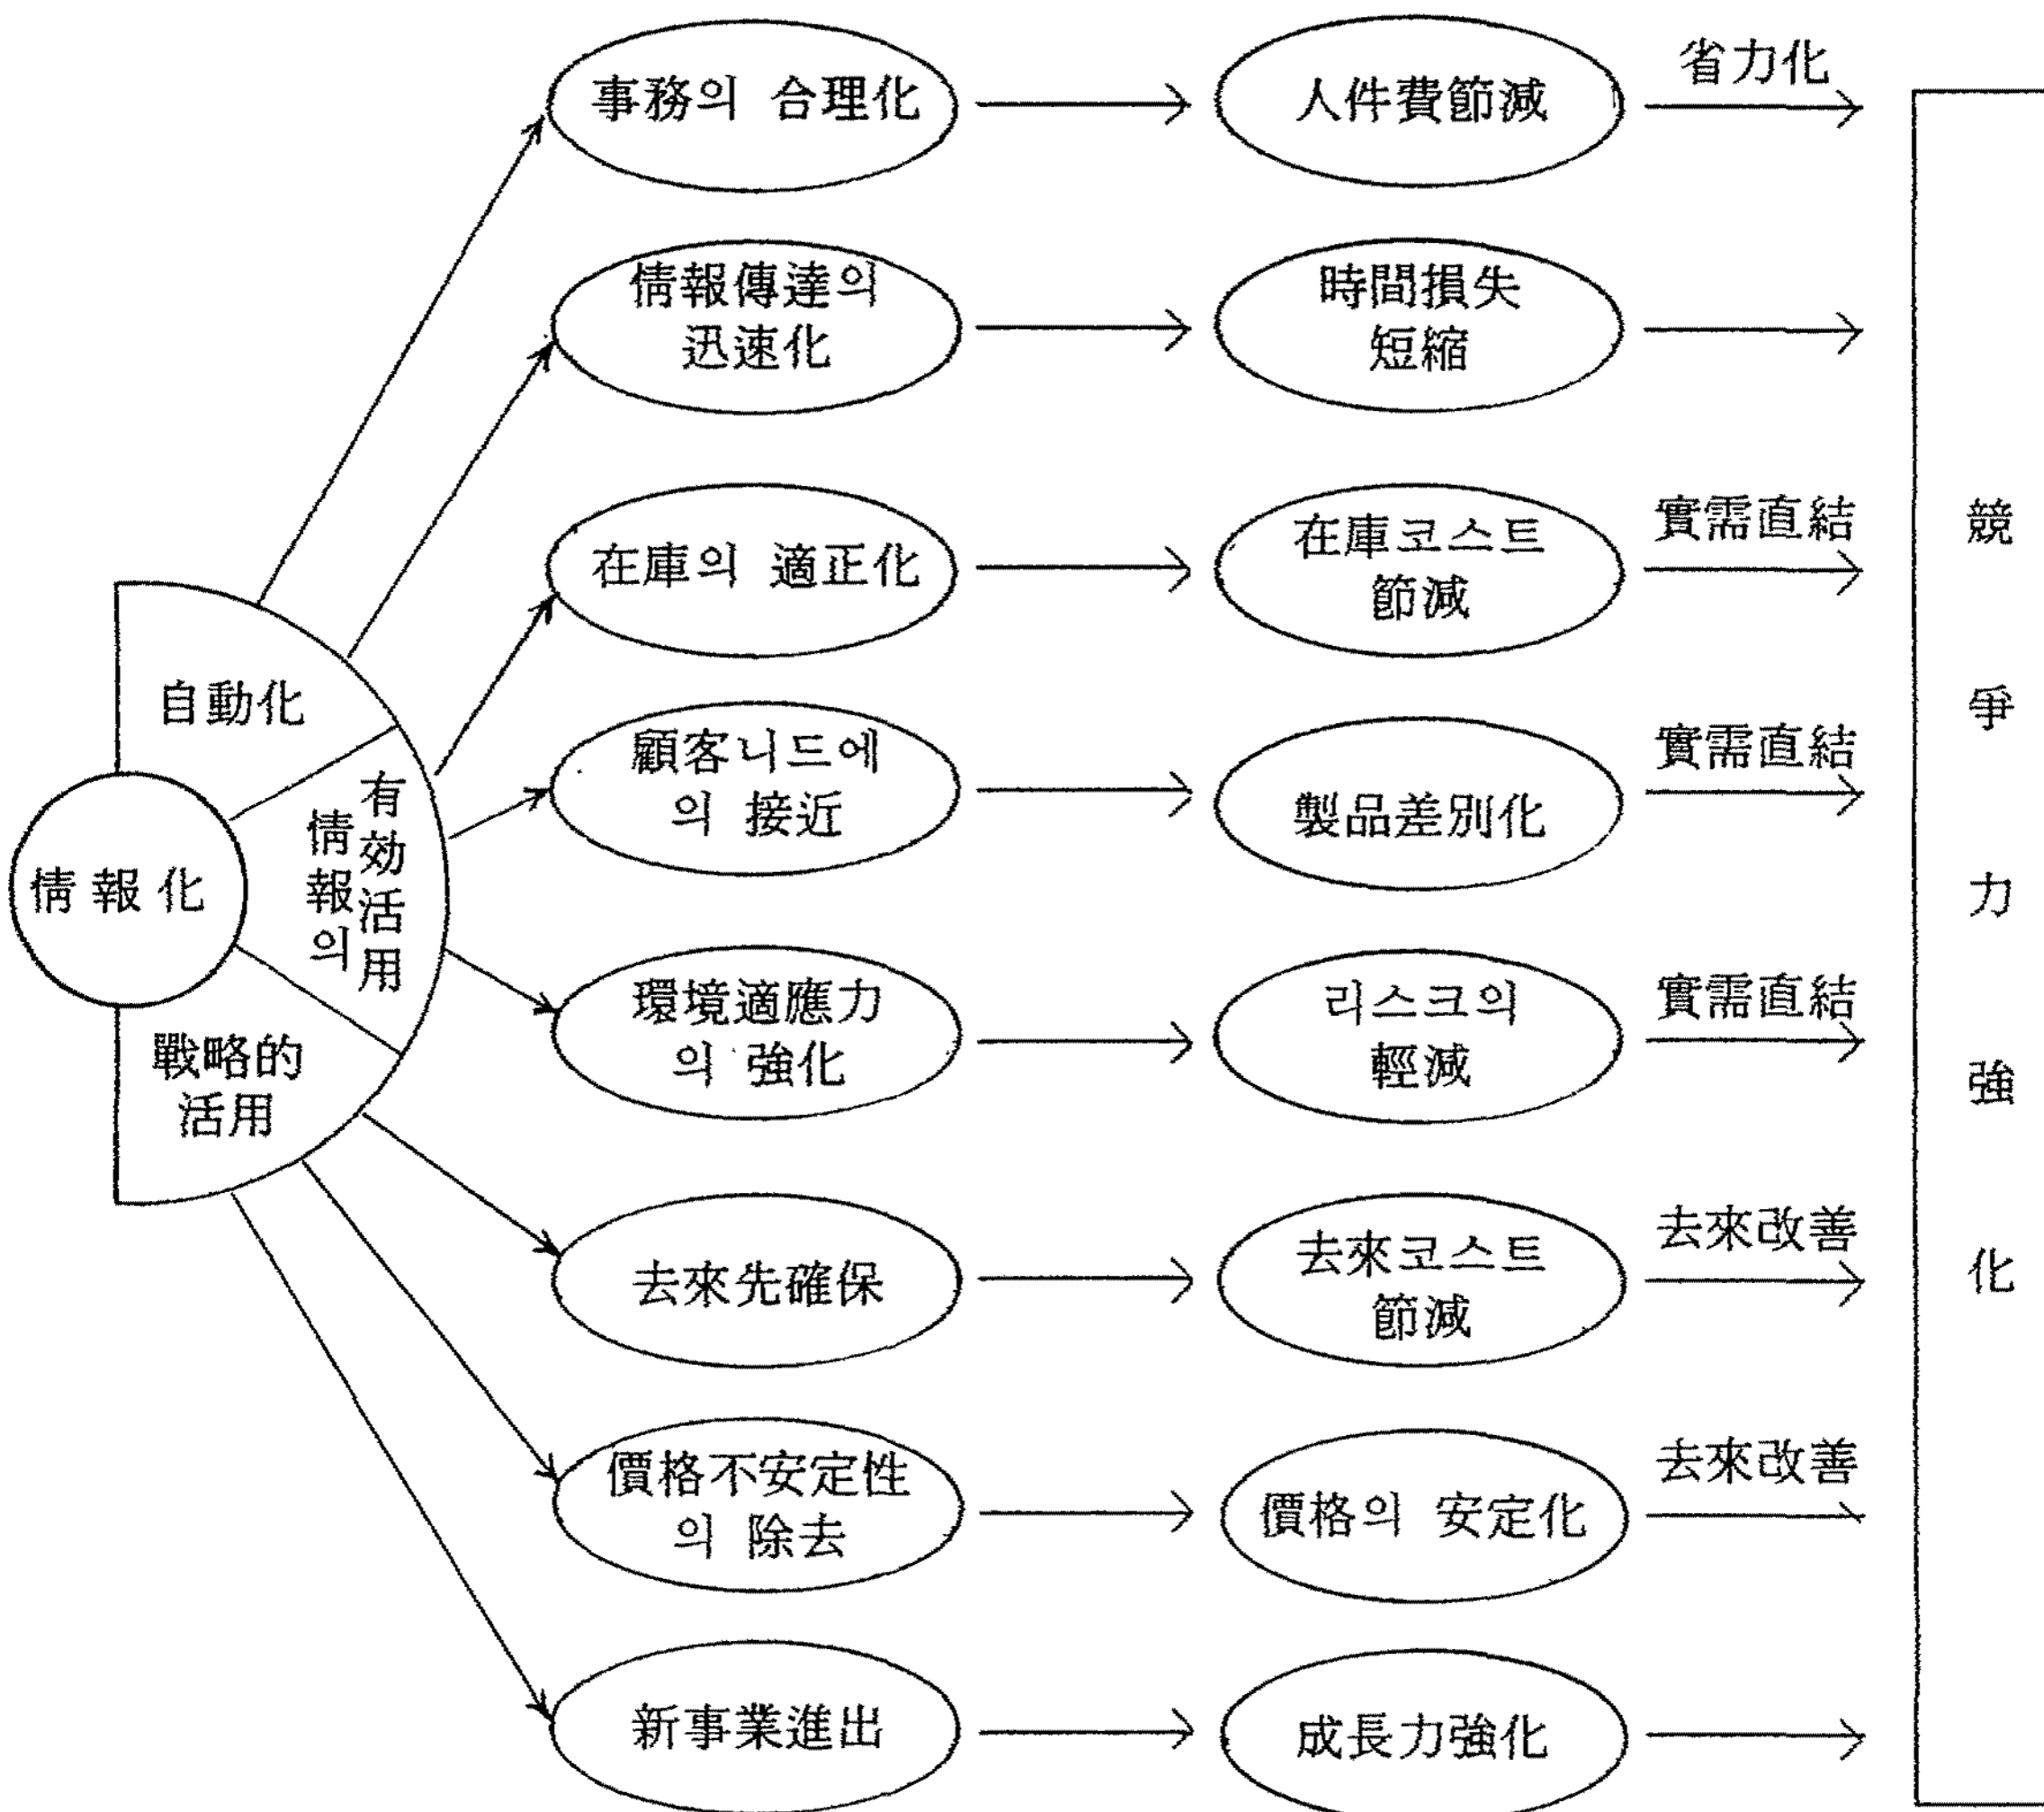 事務의 合理化
人件費節減
省力化
情報傳達의
迅速化
時間損失
短縮
在庫의 適正化
在庫코스트
節減
實需直結
顧客니드에
의 接近
製品差別化
實需直結
環境適應力
의 強化
리스크의
輕減
實需直結
去來先確保
去來코스트
節減
去來改善
價格不安定性
의 除去
價格의 安定化
去來改善
新事業進出
成長力強化
自動化
情報의
有効活用
情報化
戰略的
活用
競爭力強化